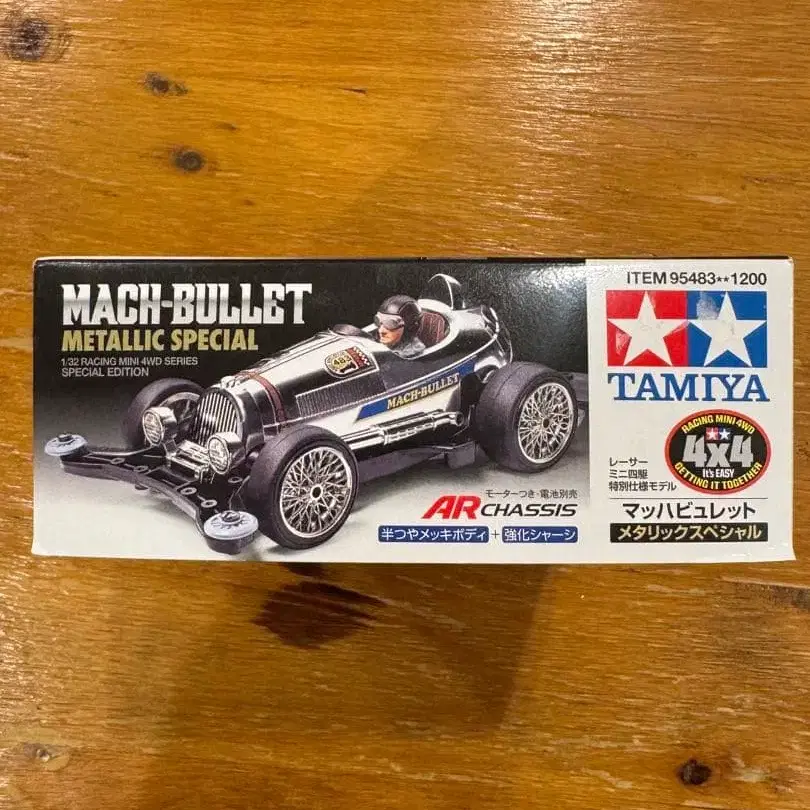 MACH-BULLET
METALLIC SPECIAL
1/32 RACING MINI 4WD SERIES
SPECIAL EDITION
MACH-BULLET
モーターつき・電池別売
AR CHASSIS
半つやメッキボディ + 強化シャーシ
ITEM 95483**1200
TAMIYA
レーサー
ミニ四駆
特別仕様モデル
RACING MINI 4WD
4x4
It's EASY
GETTING IT TOGETHER
マッハビュレット
メタリックスペシャル